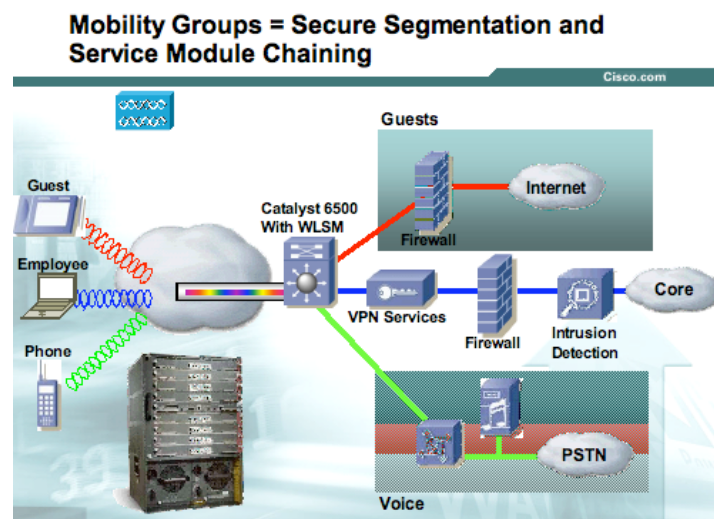 Mobility Groups = Secure Segmentation and
Service Module Chaining
Cisco.com
Guests
Guest
Internet
Catalyst 6500
With WLSM
Firewall
Employee
Core
VPN Services
Firewall
Intrusion
Detection
Phone
PSTN
Voice